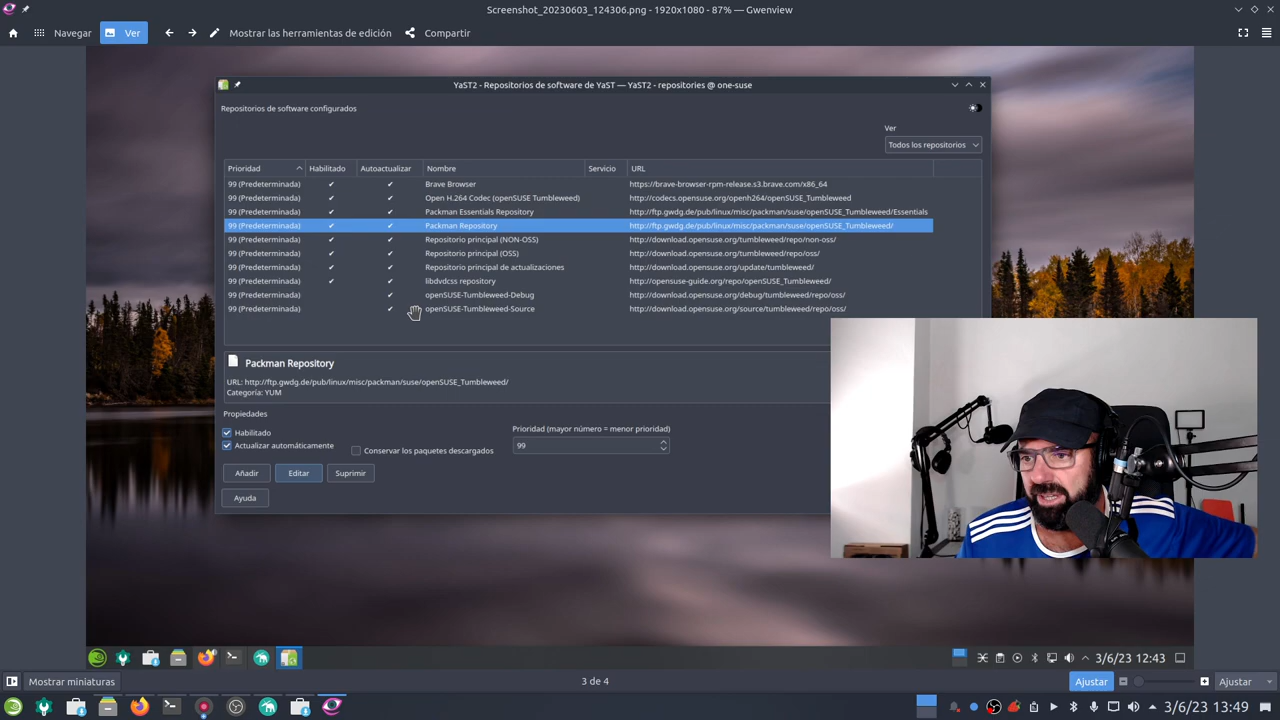 Screenshot_20230603_124306.png - 1920x1080 - 87% — Gwenview
Navegar
Ver
Mostrar las herramientas de edición
Compartir
YaST2 - Repositorios de software de YaST — YaST2 - repositories @ one-suse
Repositorios de software configurados
Ver
Todos los repositorios
Prioridad Habilitado Autoactualizar Nombre Servicio URL
99 (Predeterminada) ✔ ✔ Brave Browser https://brave-browser-rpm-release.s3.brave.com/x86_64
99 (Predeterminada) ✔ ✔ Open H.264 Codec (openSUSE Tumbleweed) http://codecs.opensuse.org/openh264/openSUSE_Tumbleweed
99 (Predeterminada) ✔ ✔ Packman Essentials Repository http://ftp.gwdg.de/pub/linux/misc/packman/suse/openSUSE_Tumbleweed/Essentials
99 (Predeterminada) ✔ ✔ Packman Repository http://ftp.gwdg.de/pub/linux/misc/packman/suse/openSUSE_Tumbleweed/
99 (Predeterminada) ✔ ✔ Repositorio principal (NON-OSS) http://download.opensuse.org/tumbleweed/repo/non-oss/
99 (Predeterminada) ✔ ✔ Repositorio principal (OSS) http://download.opensuse.org/tumbleweed/repo/oss/
99 (Predeterminada) ✔ ✔ Repositorio principal de actualizaciones http://download.opensuse.org/update/tumbleweed/
99 (Predeterminada) ✔ ✔ libdvdcss repository http://opensuse-guide.org/repo/openSUSE_Tumbleweed/
99 (Predeterminada) ✔ openSUSE-Tumbleweed-Debug http://download.opensuse.org/debug/tumbleweed/repo/oss/
99 (Predeterminada) ✔ openSUSE-Tumbleweed-Source http://download.opensuse.org/source/tumbleweed/repo/oss/
Packman Repository
URL: http://ftp.gwdg.de/pub/linux/misc/packman/suse/openSUSE_Tumbleweed/
Categoría: YUM
Propiedades
Habilitado
Actualizar automáticamente
Conservar los paquetes descargados
Prioridad (mayor número = menor prioridad)
99
Añadir
Editar
Suprimir
Ayuda
3/6/23 12:43
Mostrar miniaturas
3 de 4
Ajustar
Ajustar
3/6/23 13:49